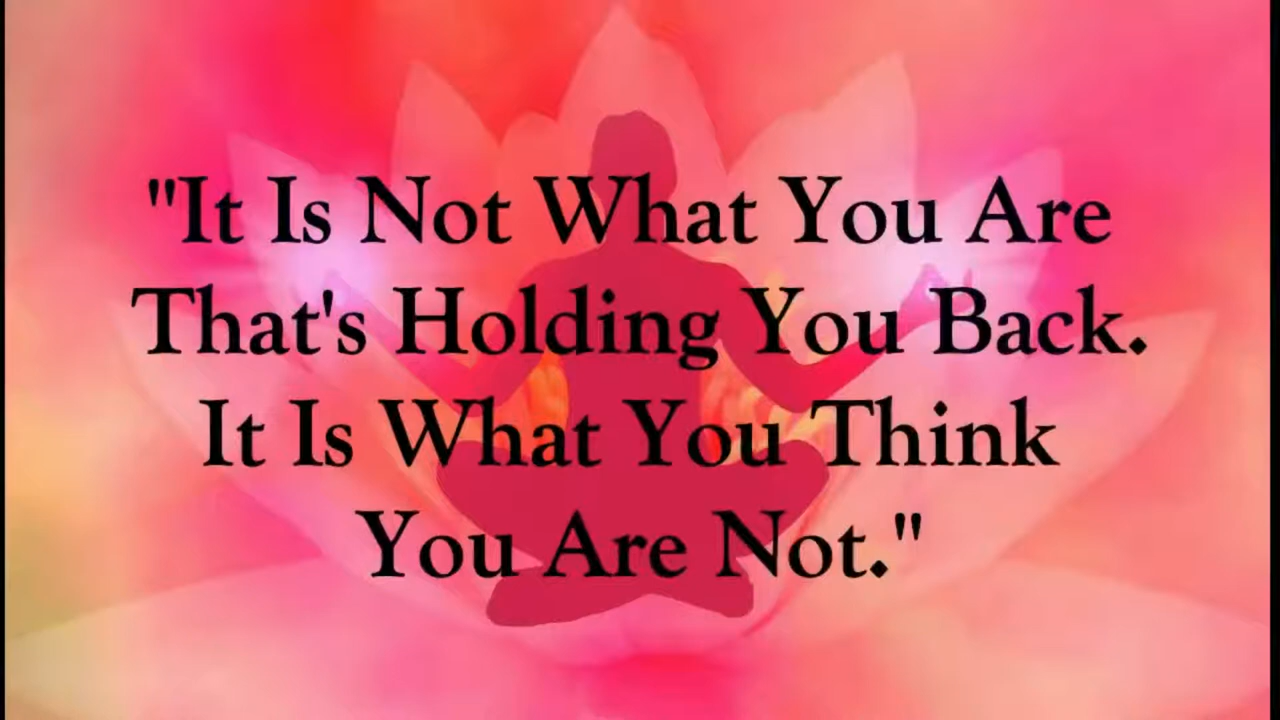 "It Is Not What You Are
That's Holding You Back.
It Is What You Think
You Are Not."